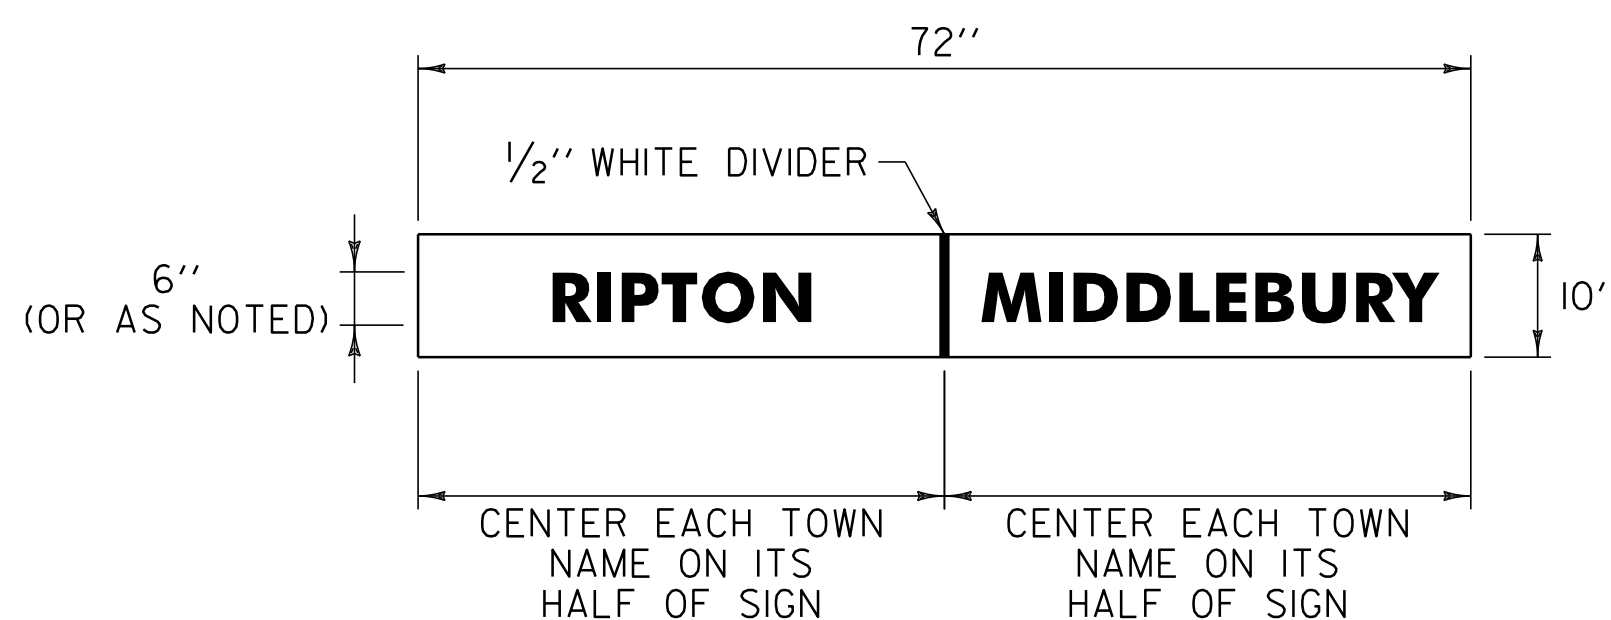 72''
1/2'' WHITE DIVIDER
6''
(OR AS NOTED)
RIPTON MIDDLEBURY
10'
CENTER EACH TOWN
NAME ON ITS
HALF OF SIGN
CENTER EACH TOWN
NAME ON ITS
HALF OF SIGN